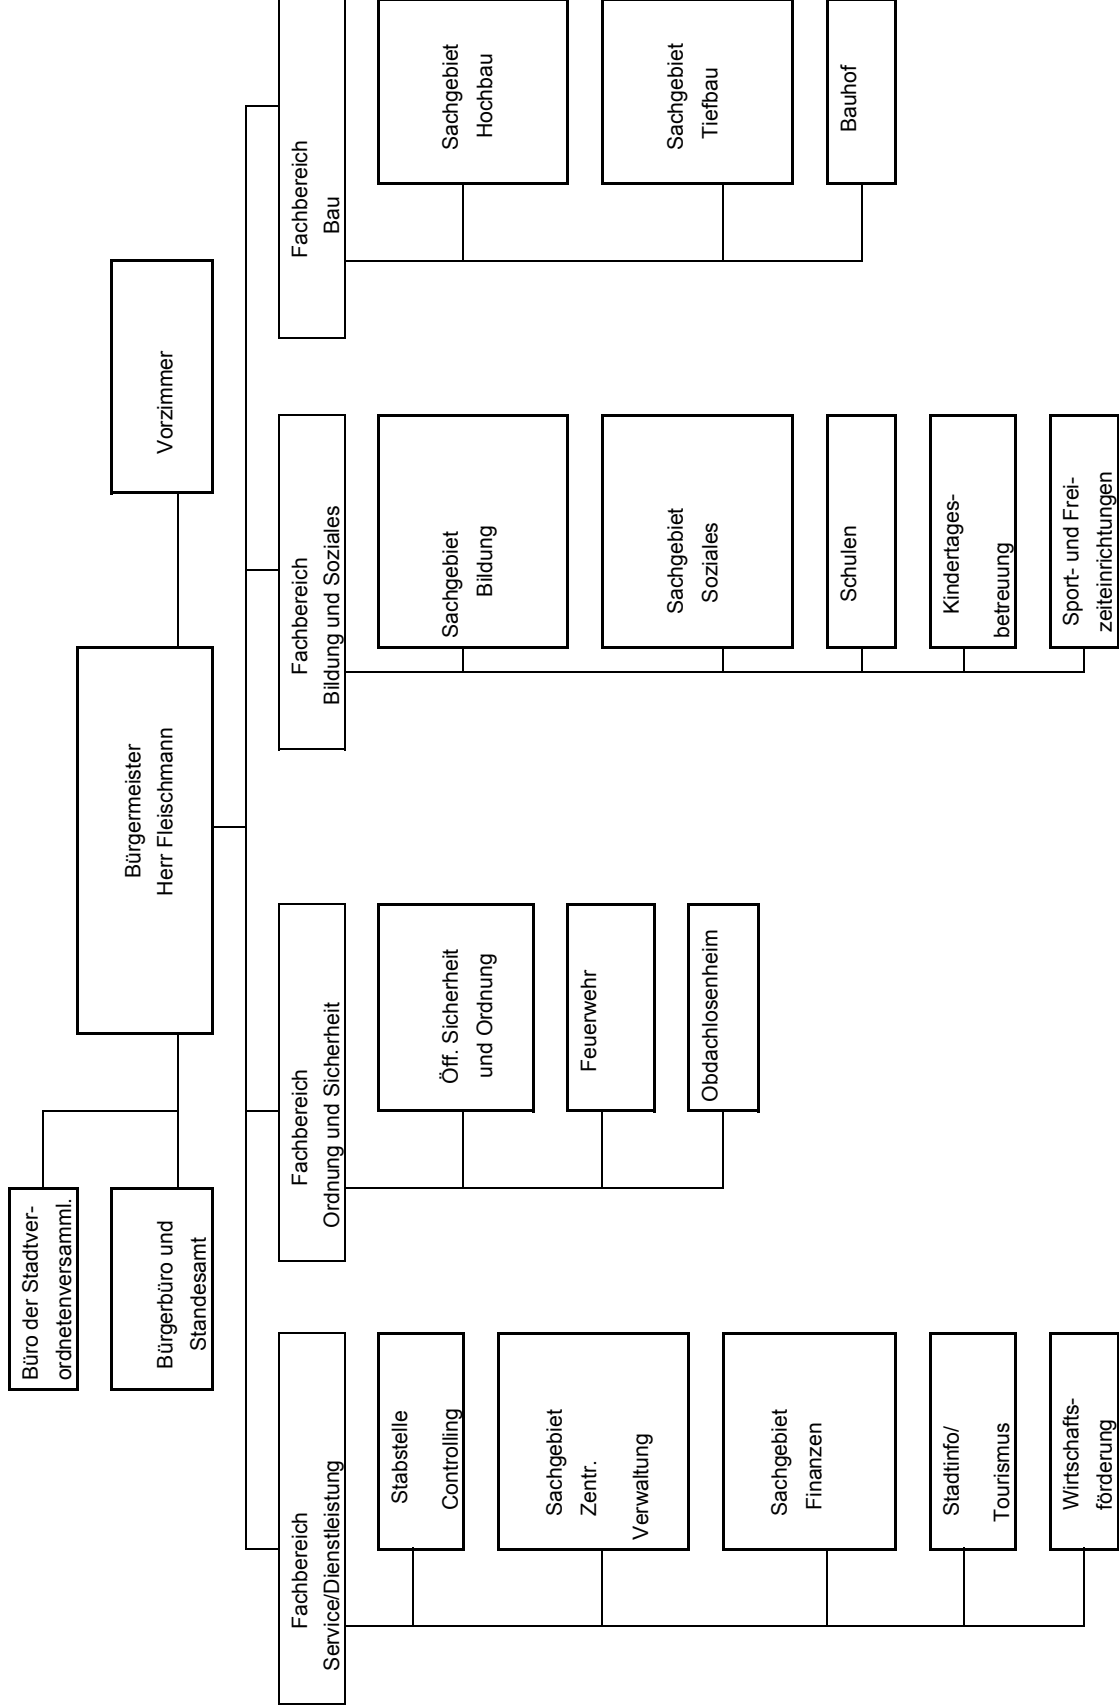 Büro der Stadtver-
ordnetenversamml.
Bürgerbüro und
Standesamt
Bürgermeister
Herr Fleischmann
Vorzimmer
Fachbereich
Service/Dienstleistung
Stabstelle
Controlling
Sachgebiet
Zentr.
Verwaltung
Sachgebiet
Finanzen
Stadtinfo/
Tourismus
Wirtschafts-
förderung
Fachbereich
Ordnung und Sicherheit
Öff. Sicherheit
und Ordnung
Feuerwehr
Obdachlosenheim
Fachbereich
Bildung und Soziales
Sachgebiet
Bildung
Sachgebiet
Soziales
Schulen
Kindertages-
betreuung
Sport- und Frei-
zeiteinrichtungen
Fachbereich
Bau
Sachgebiet
Hochbau
Sachgebiet
Tiefbau
Bauhof